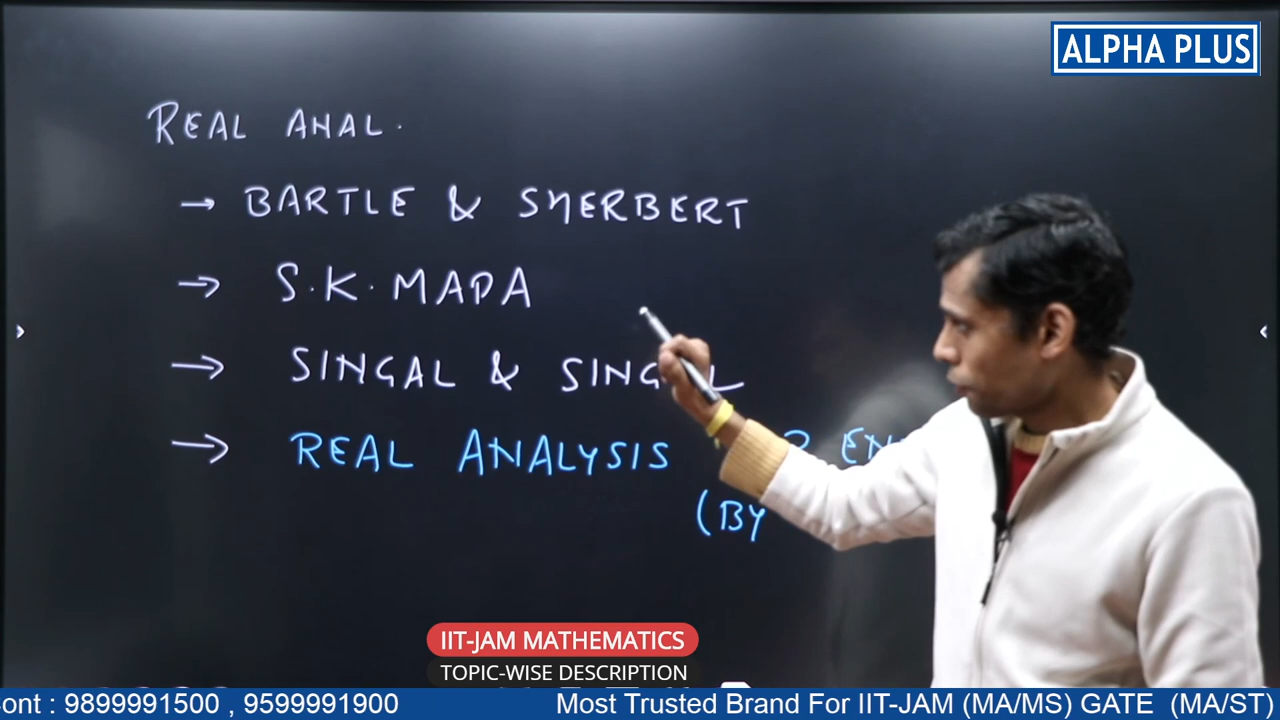 ALPHA PLUS
REAL ANAL.
→ BARTLE & SHERBERT
→ S.K. MAPA
→ SINGAL & SINGAL
→ REAL ANALYSIS
(BY
IIT-JAM MATHEMATICS
TOPIC-WISE DESCRIPTION
ont : 9899991500 , 9599991900 Most Trusted Brand For IIT-JAM (MA/MS) GATE (MA/ST)